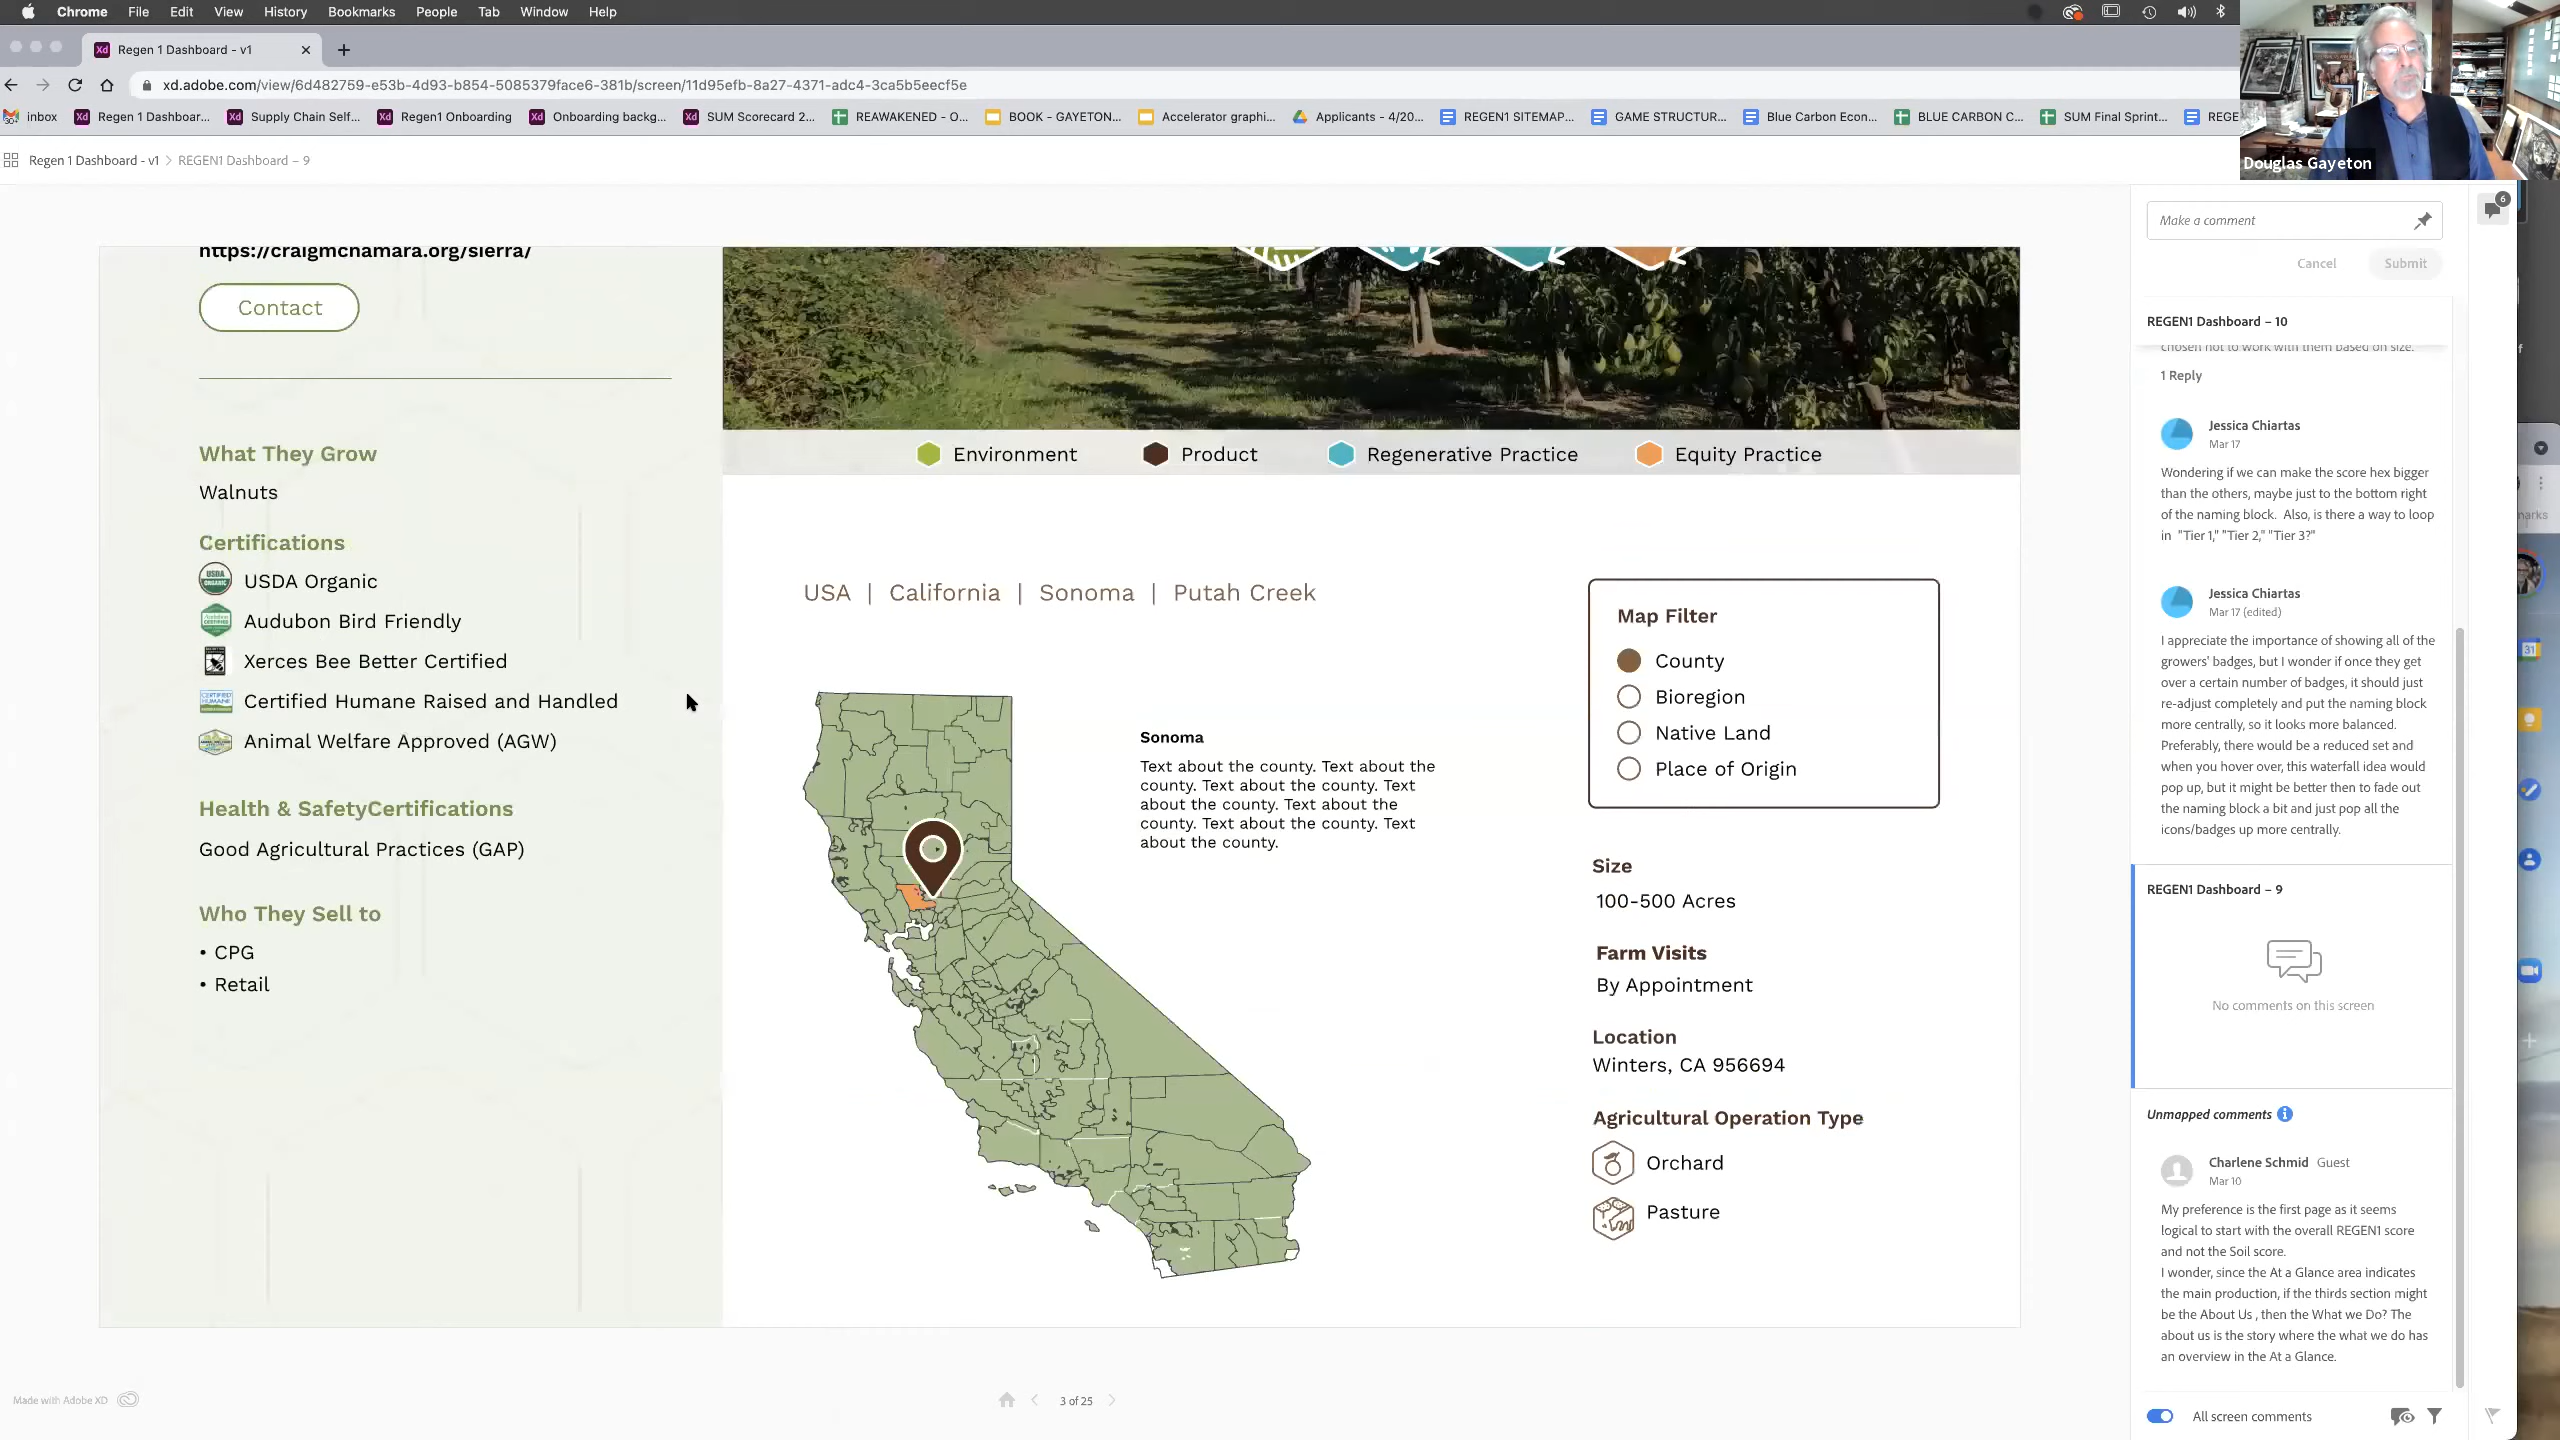 Chrome File Edit View History Bookmarks People Tab Window Help
Regen 1 Dashboard - v1
xd.adobe.com/view/6d482759-e53b-4d93-b854-5085379face6-381b/screen/11d95efb-8a27-4371-adc4-3ca5b5eecf5e
inbox Regen 1 Dashboar... Supply Chain Self... Regen1 Onboarding Onboarding backg... SUM Scorecard 2... REAWAKENED - O... BOOK - GAYETON... Accelerator graphi... Applicants - 4/20... REGEN1 SITEMAP... GAME STRUCTUR... Blue Carbon Econ... BLUE CARBON C... SUM Final Sprint... REGE
Douglas Gayeton
Regen 1 Dashboard - v1 > REGEN1 Dashboard – 9
https://craigmcnamara.org/sierra/
Contact
What They Grow
Walnuts
Certifications
USDA Organic
Audubon Bird Friendly
Xerces Bee Better Certified
Certified Humane Raised and Handled
Animal Welfare Approved (AGW)
Health & SafetyCertifications
Good Agricultural Practices (GAP)
Who They Sell to
• CPG
• Retail
Environment Product Regenerative Practice Equity Practice
USA | California | Sonoma | Putah Creek
Sonoma
Text about the county. Text about the
county. Text about the county. Text
about the county. Text about the
county. Text about the county. Text
about the county.
Map Filter
County
Bioregion
Native Land
Place of Origin
Size
100-500 Acres
Farm Visits
By Appointment
Location
Winters, CA 956694
Agricultural Operation Type
Orchard
Pasture
Make a comment
6
Cancel Submit
REGEN1 Dashboard – 10
chosen not to work with them based on size.
1 Reply
Jessica Chiartas
Mar 17
Wondering if we can make the score hex bigger
than the others, maybe just to the bottom right
of the naming block. Also, is there a way to loop
in "Tier 1," "Tier 2," "Tier 3?"
Jessica Chiartas
Mar 17 (edited)
I appreciate the importance of showing all of the
growers' badges, but I wonder if once they get
over a certain number of badges, it should just
re-adjust completely and put the naming block
more centrally, so it looks more balanced.
Preferably, there would be a reduced set and
when you hover over, this waterfall idea would
pop up, but it might be better then to fade out
the naming block a bit and just pop all the
icons/badges up more centrally.
REGEN1 Dashboard – 9
No comments on this screen
Unmapped comments
Charlene Schmid Guest
Mar 10
My preference is the first page as it seems
logical to start with the overall REGEN1 score
and not the Soil score.
I wonder, since the At a Glance area indicates
the main production, if the thirds section might
be the About Us , then the What we Do? The
about us is the story where the what we do has
an overview in the At a Glance.
All screen comments
Made with Adobe XD
3 of 25